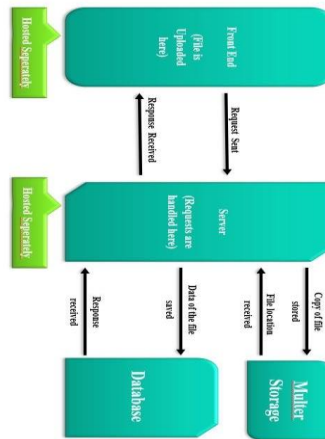 Front End
(File is
Uploaded
here)
Hosted Seperately
Request Sent
Response Received
Server
(Requests are
handled here)
Hosted Seperately
Copy of file
stored
File location
received
Data of the file
saved
Response
received
Multer
Storage
Database